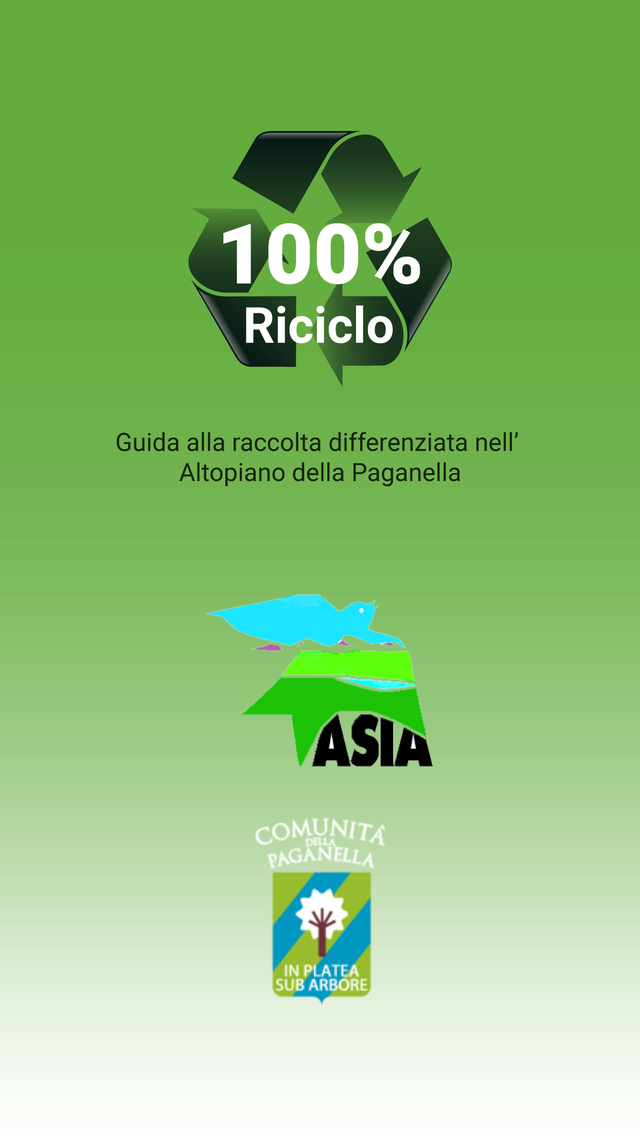 100%
Riciclo
Guida alla raccolta differenziata nell’
Altopiano della Paganella
ASIA
COMUNITÀ
DELLA
PAGANELLA
IN PLATEA
SUB ARBORE